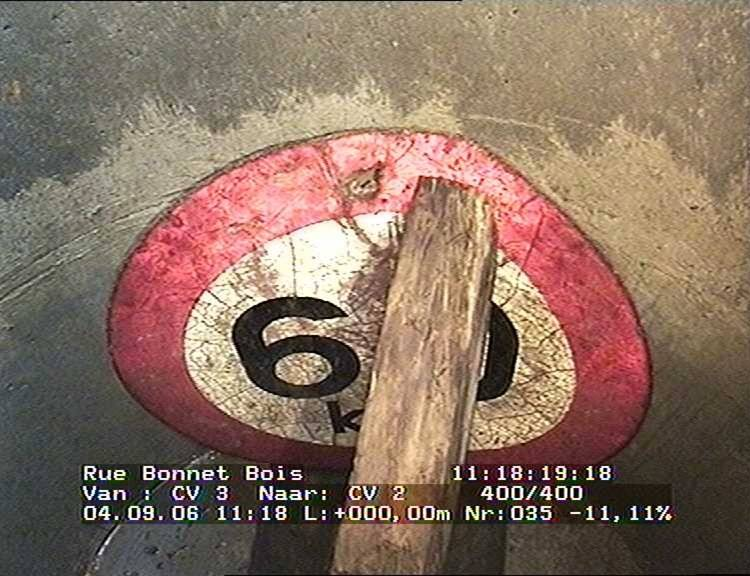 60
k
Rue Bonnet Bois 11:18:19:18
Van : CV 3 Naar: CV 2 400/400
04.09.06 11:18 L:+000,00m Nr:035 -11,11%